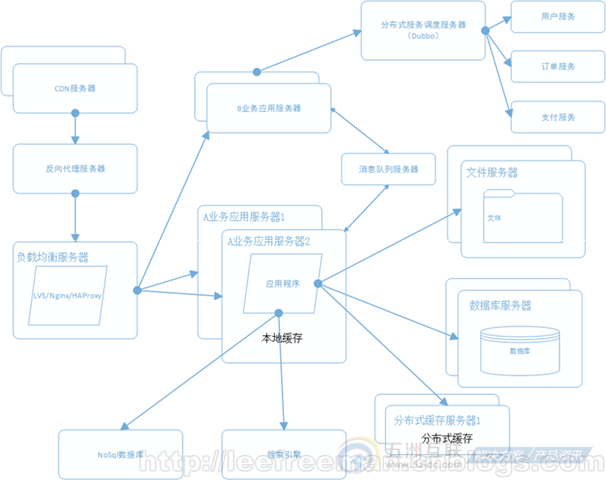 分布式服务调度服务器
（Dubbo）
用户服务
订单服务
支付服务
CDN服务器
B业务应用服务器
反向代理服务器
消息队列服务器
文件服务器
文件
A业务应用服务器1
A业务应用服务器2
负载均衡服务器
LVS/Nginx/HAProxy
应用程序
本地缓存
数据库服务器
数据库
分布式缓存服务器1
分布式缓存
NoSql数据库
搜索引擎
五洲互联
www.52idc.com